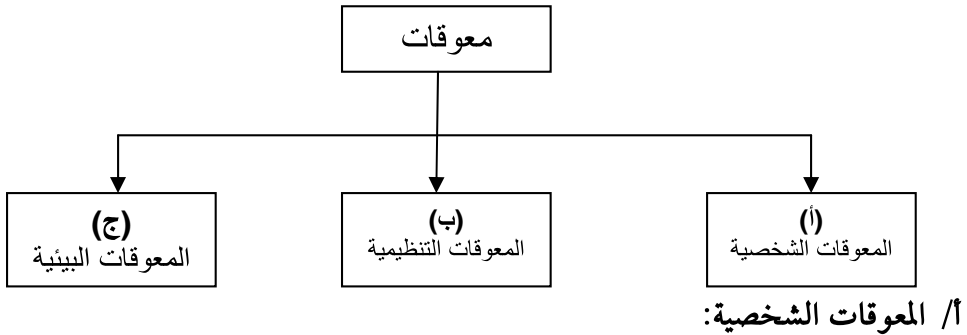 معوقات
(أ)
المعوقات الشخصية
(ب)
المعوقات التنظيمية
(ج)
المعوقات البيئية
أ/ المعوقات الشخصية: